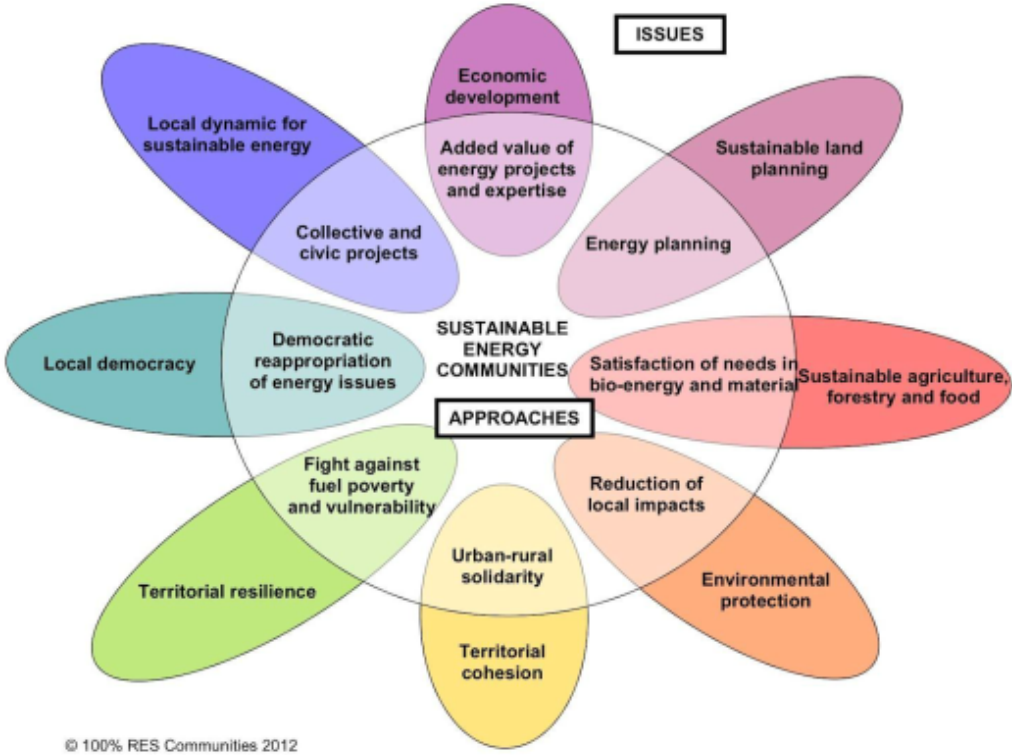 ISSUES
Economic
development
Added value of
energy projects
and expertise
Sustainable land
planning
Energy planning
Local dynamic for
sustainable energy
Collective and
civic projects
SUSTAINABLE
ENERGY
COMMUNITIES
APPROACHES
Local democracy
Democratic
reappropriation
of energy issues
Satisfaction of needs in
bio-energy and material
Sustainable agriculture,
forestry and food
Fight against
fuel poverty
and vulnerability
Territorial resilience
Urban-rural
solidarity
Territorial
cohesion
Reduction of
local impacts
Environmental
protection
© 100% RES Communities 2012